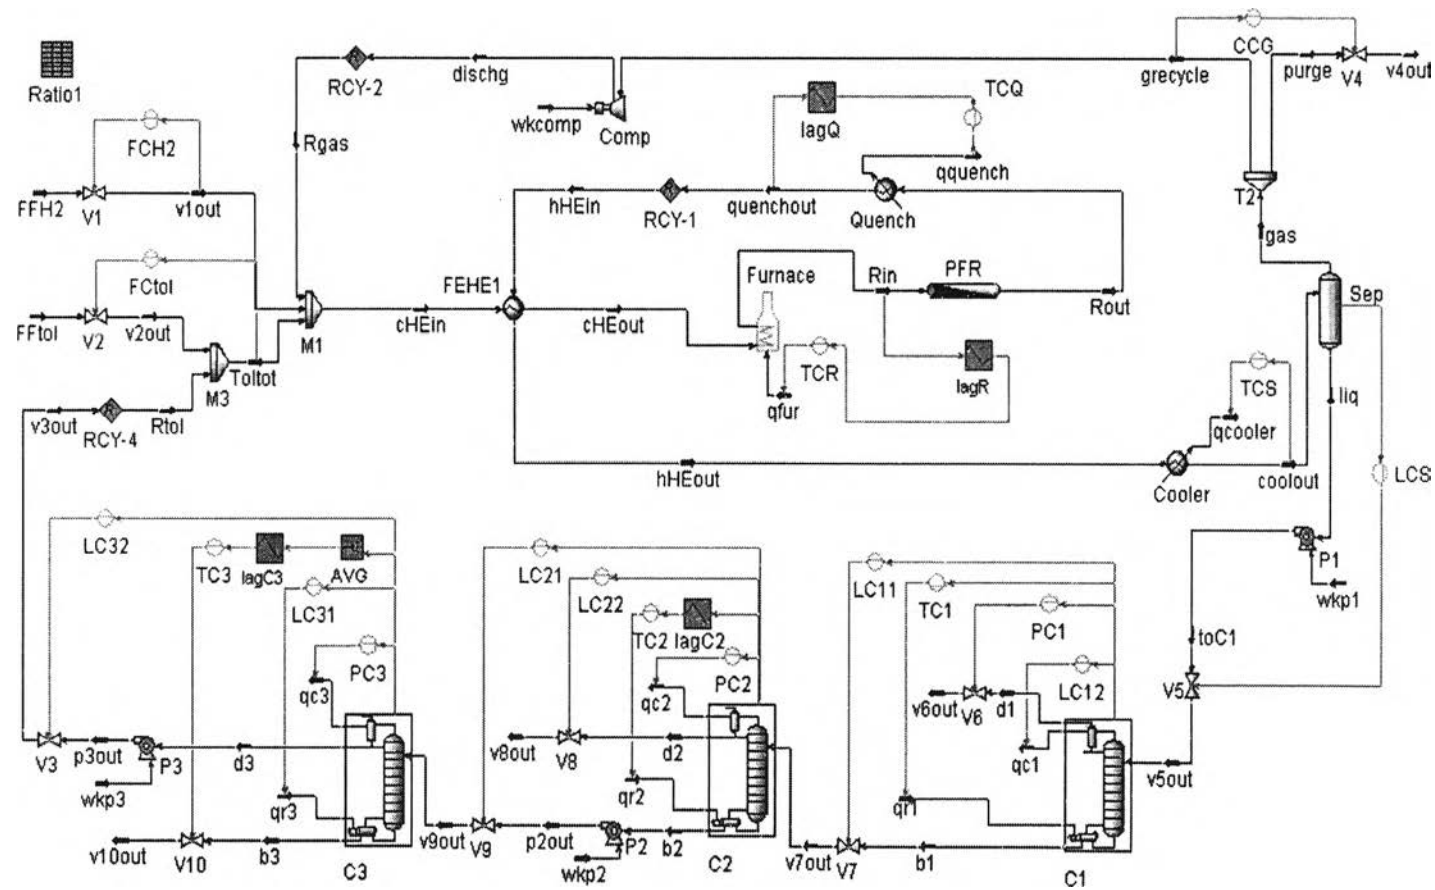 CCG
dischg
grecycle
purge
V4
v4out
RCY-2
Ratio1
TCQ
wkcomp
Comp
lagQ
Rgas
FCH2
qquench
FFH2
V1
v1out
hHEin
RCY-1
quenchout
Quench
T2
gas
FCtol
FEHE1
Furnace
Rin
PFR
Rout
Sep
FFtol
V2
v2out
M1
cHEin
cHEout
Toltot
M3
TCR
lagR
TCS
liq
qfur
v3out
RCY-4
Rtol
qcooler
hHEout
Cooler
coolout
LCS
LC32
P1
TC3
lagC3
AVG
LC21
LC11
LC31
LC22
TC1
wkp1
TC2
lagC2
PC1
toC1
PC3
qc3
PC2
qc2
LC12
V5
v6out
V6
d1
V3
p3out
P3
d3
v8out
V8
d2
qc1
v5out
wkp3
qr3
qr2
qr1
v10out
V10
b3
C3
v9out
V9
p2out
P2
b2
C2
v7out
V7
b1
C1
wkp2